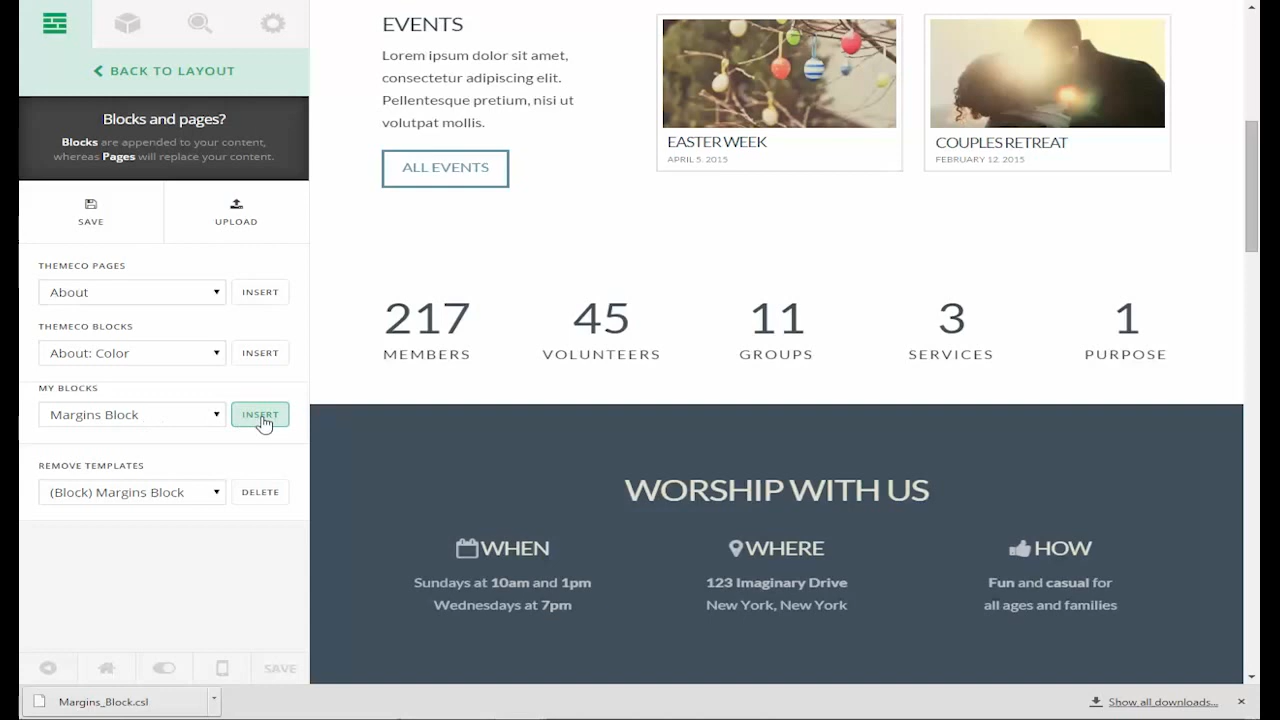 BACK TO LAYOUT
Blocks and pages?
Blocks are appended to your content,
whereas Pages will replace your content.
SAVE
UPLOAD
THEMECO PAGES
About
INSERT
THEMECO BLOCKS
About: Color
INSERT
MY BLOCKS
Margins Block
INSERT
REMOVE TEMPLATES
(Block) Margins Block
DELETE
SAVE
EVENTS
Lorem ipsum dolor sit amet,
consectetur adipiscing elit.
Pellentesque pretium, nisi ut
volutpat mollis.
ALL EVENTS
EASTER WEEK
APRIL 5, 2015
COUPLES RETREAT
FEBRUARY 12, 2015
217
MEMBERS
45
VOLUNTEERS
11
GROUPS
3
SERVICES
1
PURPOSE
WORSHIP WITH US
WHEN
Sundays at 10am and 1pm
Wednesdays at 7pm
WHERE
123 Imaginary Drive
New York, New York
HOW
Fun and casual for
all ages and families
Margins_Block.csl
Show all downloads...